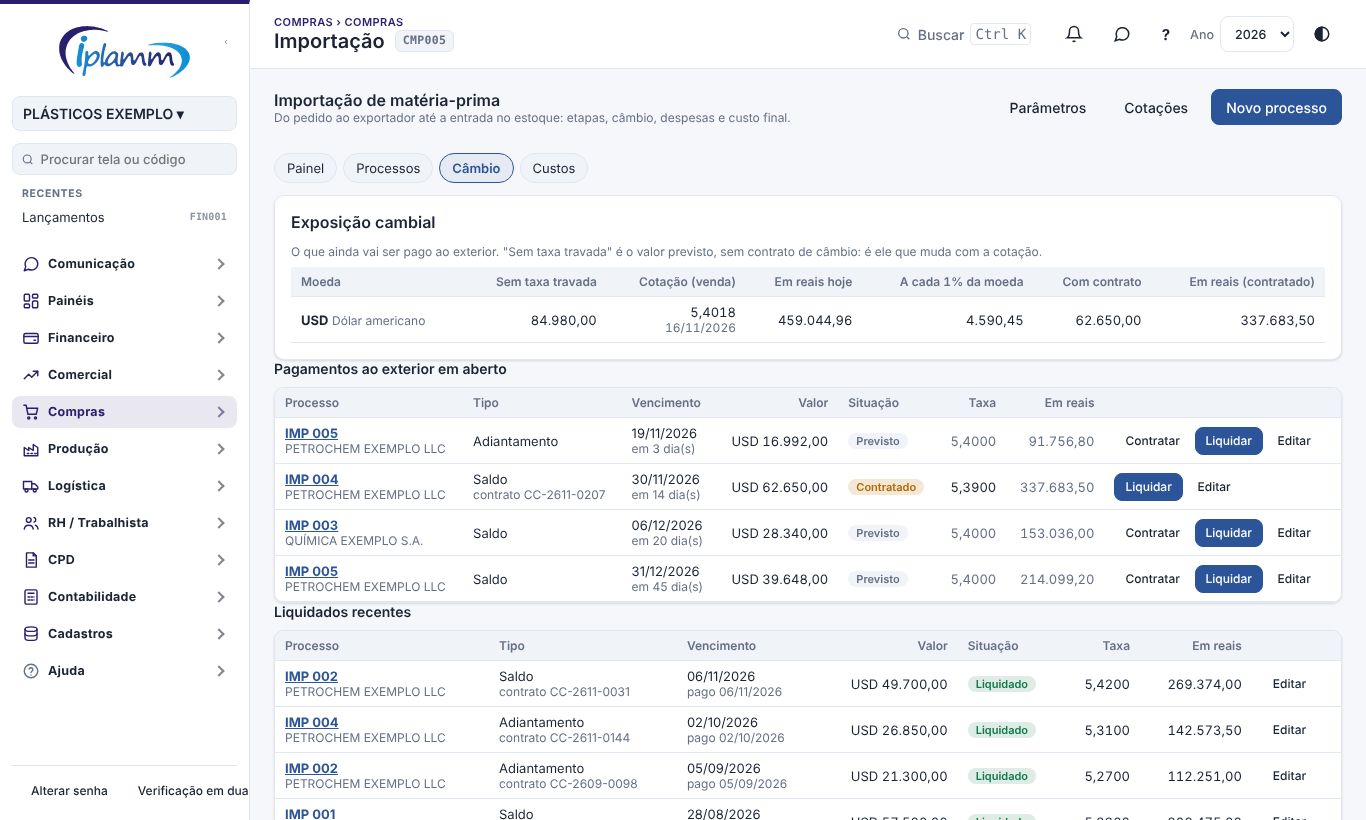 iplamm
PLÁSTICOS EXEMPLO ▾
Procurar tela ou código
RECENTES
Lançamentos FIN001
Comunicação
Painéis
Financeiro
Comercial
Compras
Produção
Logística
RH / Trabalhista
CPD
Contabilidade
Cadastros
Ajuda
Alterar senha Verificação em dua
COMPRAS › COMPRAS
Importação CMP005
Buscar Ctrl K ? Ano 2026
Importação de matéria-prima
Do pedido ao exportador até a entrada no estoque: etapas, câmbio, despesas e custo final.
Parâmetros Cotações Novo processo
Painel Processos Câmbio Custos
Exposição cambial
O que ainda vai ser pago ao exterior. "Sem taxa travada" é o valor previsto, sem contrato de câmbio: é ele que muda com a cotação.
Moeda Sem taxa travada Cotação (venda) Em reais hoje A cada 1% da moeda Com contrato Em reais (contratado)
USD Dólar americano 84.980,00 5,4018 459.044,96 4.590,45 62.650,00 337.683,50
16/11/2026
Pagamentos ao exterior em aberto
Processo Tipo Vencimento Valor Situação Taxa Em reais
IMP 005 Adiantamento 19/11/2026 USD 16.992,00 Previsto 5,4000 91.756,80 Contratar Liquidar Editar
PETROCHEM EXEMPLO LLC em 3 dia(s)
IMP 004 Saldo 30/11/2026 USD 62.650,00 Contratado 5,3900 337.683,50 Liquidar Editar
PETROCHEM EXEMPLO LLC contrato CC-2611-0207 em 14 dia(s)
IMP 003 Saldo 06/12/2026 USD 28.340,00 Previsto 5,4000 153.036,00 Contratar Liquidar Editar
QUÍMICA EXEMPLO S.A. em 20 dia(s)
IMP 005 Saldo 31/12/2026 USD 39.648,00 Previsto 5,4000 214.099,20 Contratar Liquidar Editar
PETROCHEM EXEMPLO LLC em 45 dia(s)
Liquidados recentes
Processo Tipo Vencimento Valor Situação Taxa Em reais
IMP 002 Saldo 06/11/2026 USD 49.700,00 Liquidado 5,4200 269.374,00 Editar
PETROCHEM EXEMPLO LLC contrato CC-2611-0031 pago 06/11/2026
IMP 004 Adiantamento 02/10/2026 USD 26.850,00 Liquidado 5,3100 142.573,50 Editar
PETROCHEM EXEMPLO LLC contrato CC-2611-0144 pago 02/10/2026
IMP 002 Adiantamento 05/09/2026 USD 21.300,00 Liquidado 5,2700 112.251,00 Editar
PETROCHEM EXEMPLO LLC contrato CC-2609-0098 pago 05/09/2026
IMP 001 Saldo 28/08/2026